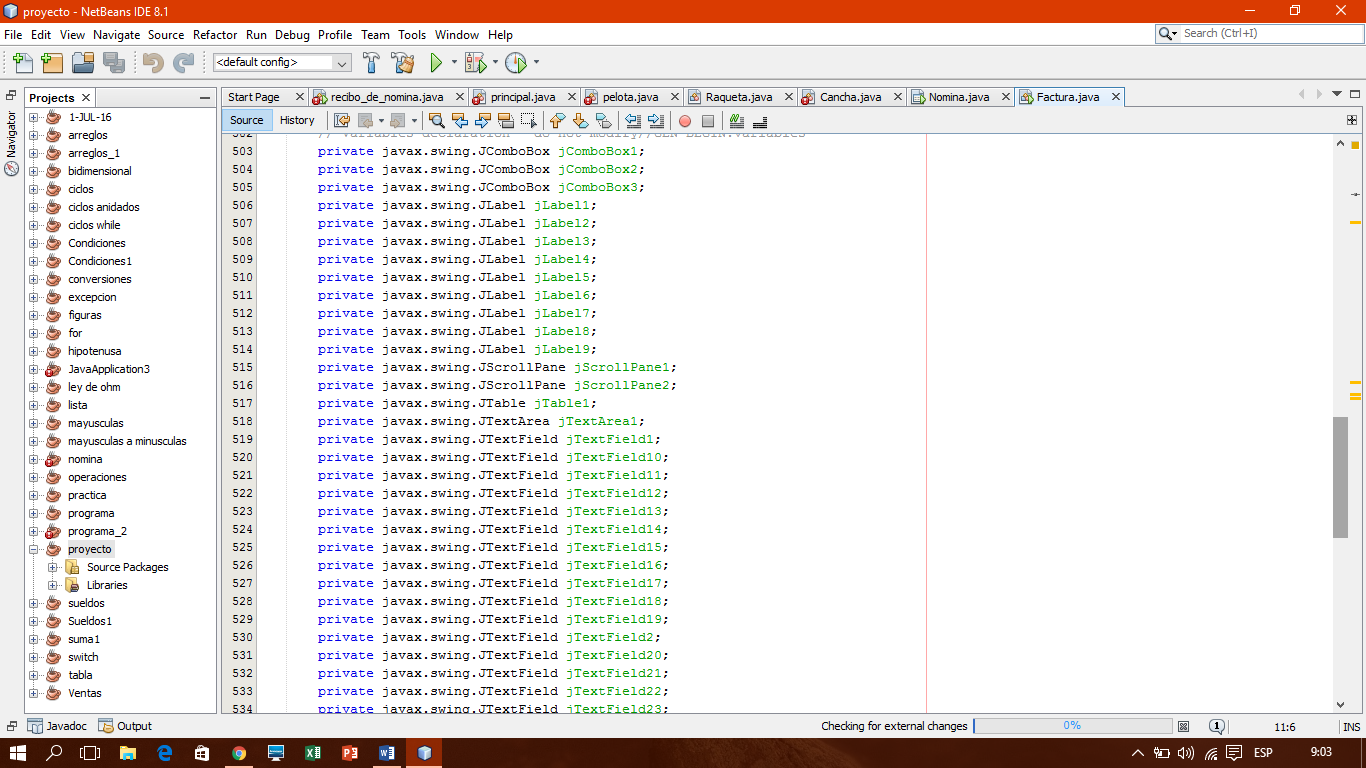 proyecto - NetBeans IDE 8.1
File Edit View Navigate Source Refactor Run Debug Profile Team Tools Window Help
Search (Ctrl+I)
<default config>
Navigator
Projects
1-JUL-16
arreglos
arreglos_1
bidimensional
ciclos
ciclos anidados
ciclos while
Condiciones
Condiciones1
conversiones
excepcion
figuras
for
hipotenusa
JavaApplication3
ley de ohm
lista
mayusculas
mayusculas a minusculas
nomina
operaciones
practica
programa
programa_2
proyecto
Source Packages
Libraries
sueldos
Sueldos1
suma1
switch
tabla
Ventas
Start Page recibo_de_nomina.java principal.java pelota.java Raqueta.java Cancha.java Nomina.java Factura.java
Source History
502 // Variables declaration - do not modify//GEN-BEGIN:variables
503 private javax.swing.JComboBox jComboBox1;
504 private javax.swing.JComboBox jComboBox2;
505 private javax.swing.JComboBox jComboBox3;
506 private javax.swing.JLabel jLabel1;
507 private javax.swing.JLabel jLabel2;
508 private javax.swing.JLabel jLabel3;
509 private javax.swing.JLabel jLabel4;
510 private javax.swing.JLabel jLabel5;
511 private javax.swing.JLabel jLabel6;
512 private javax.swing.JLabel jLabel7;
513 private javax.swing.JLabel jLabel8;
514 private javax.swing.JLabel jLabel9;
515 private javax.swing.JScrollPane jScrollPane1;
516 private javax.swing.JScrollPane jScrollPane2;
517 private javax.swing.JTable jTable1;
518 private javax.swing.JTextArea jTextArea1;
519 private javax.swing.JTextField jTextField1;
520 private javax.swing.JTextField jTextField10;
521 private javax.swing.JTextField jTextField11;
522 private javax.swing.JTextField jTextField12;
523 private javax.swing.JTextField jTextField13;
524 private javax.swing.JTextField jTextField14;
525 private javax.swing.JTextField jTextField15;
526 private javax.swing.JTextField jTextField16;
527 private javax.swing.JTextField jTextField17;
528 private javax.swing.JTextField jTextField18;
529 private javax.swing.JTextField jTextField19;
530 private javax.swing.JTextField jTextField2;
531 private javax.swing.JTextField jTextField20;
532 private javax.swing.JTextField jTextField21;
533 private javax.swing.JTextField jTextField22;
534 private javax.swing.JTextField jTextField23;
Javadoc Output
Checking for external changes 0% 1 11:6 INS
ESP 9:03